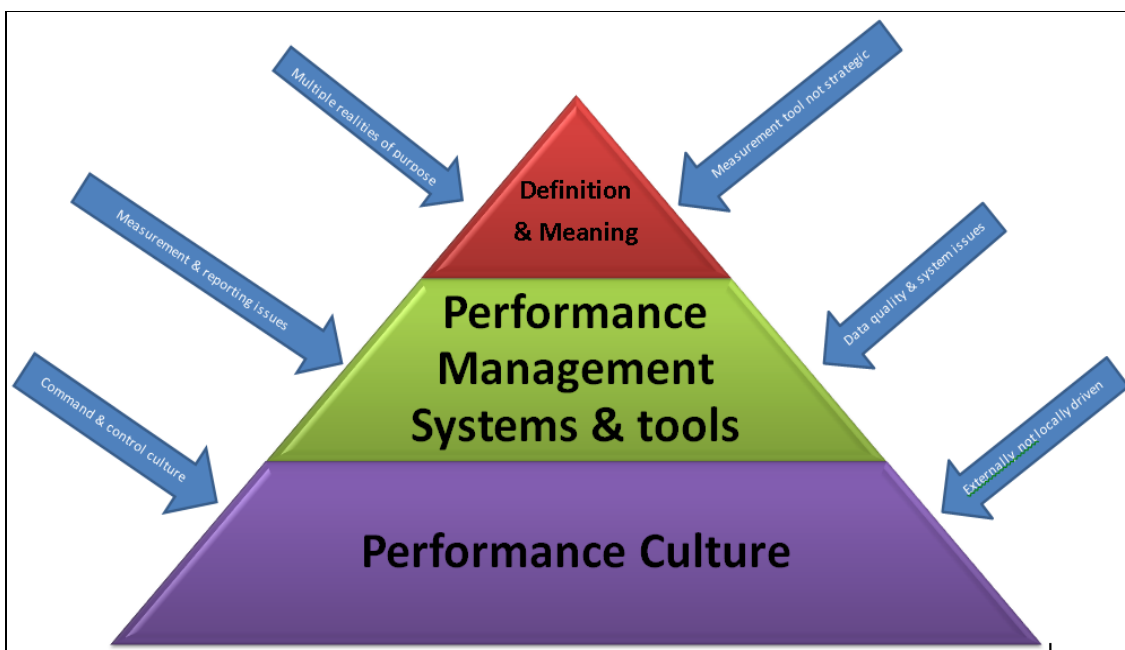 Multiple realities of purpose
Measurement tool not strategic
Definition
& Meaning
Measurement & reporting issues
Data quality & system issues
Performance
Management
Systems & tools
Command & control culture
Externally not locally driven
Performance Culture